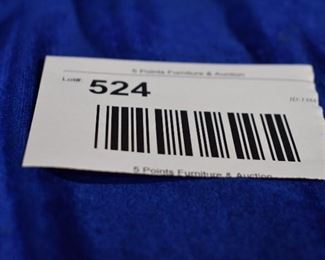 5 Points Furniture & Auction
Lot#: 524
5 Points Furniture & Auction